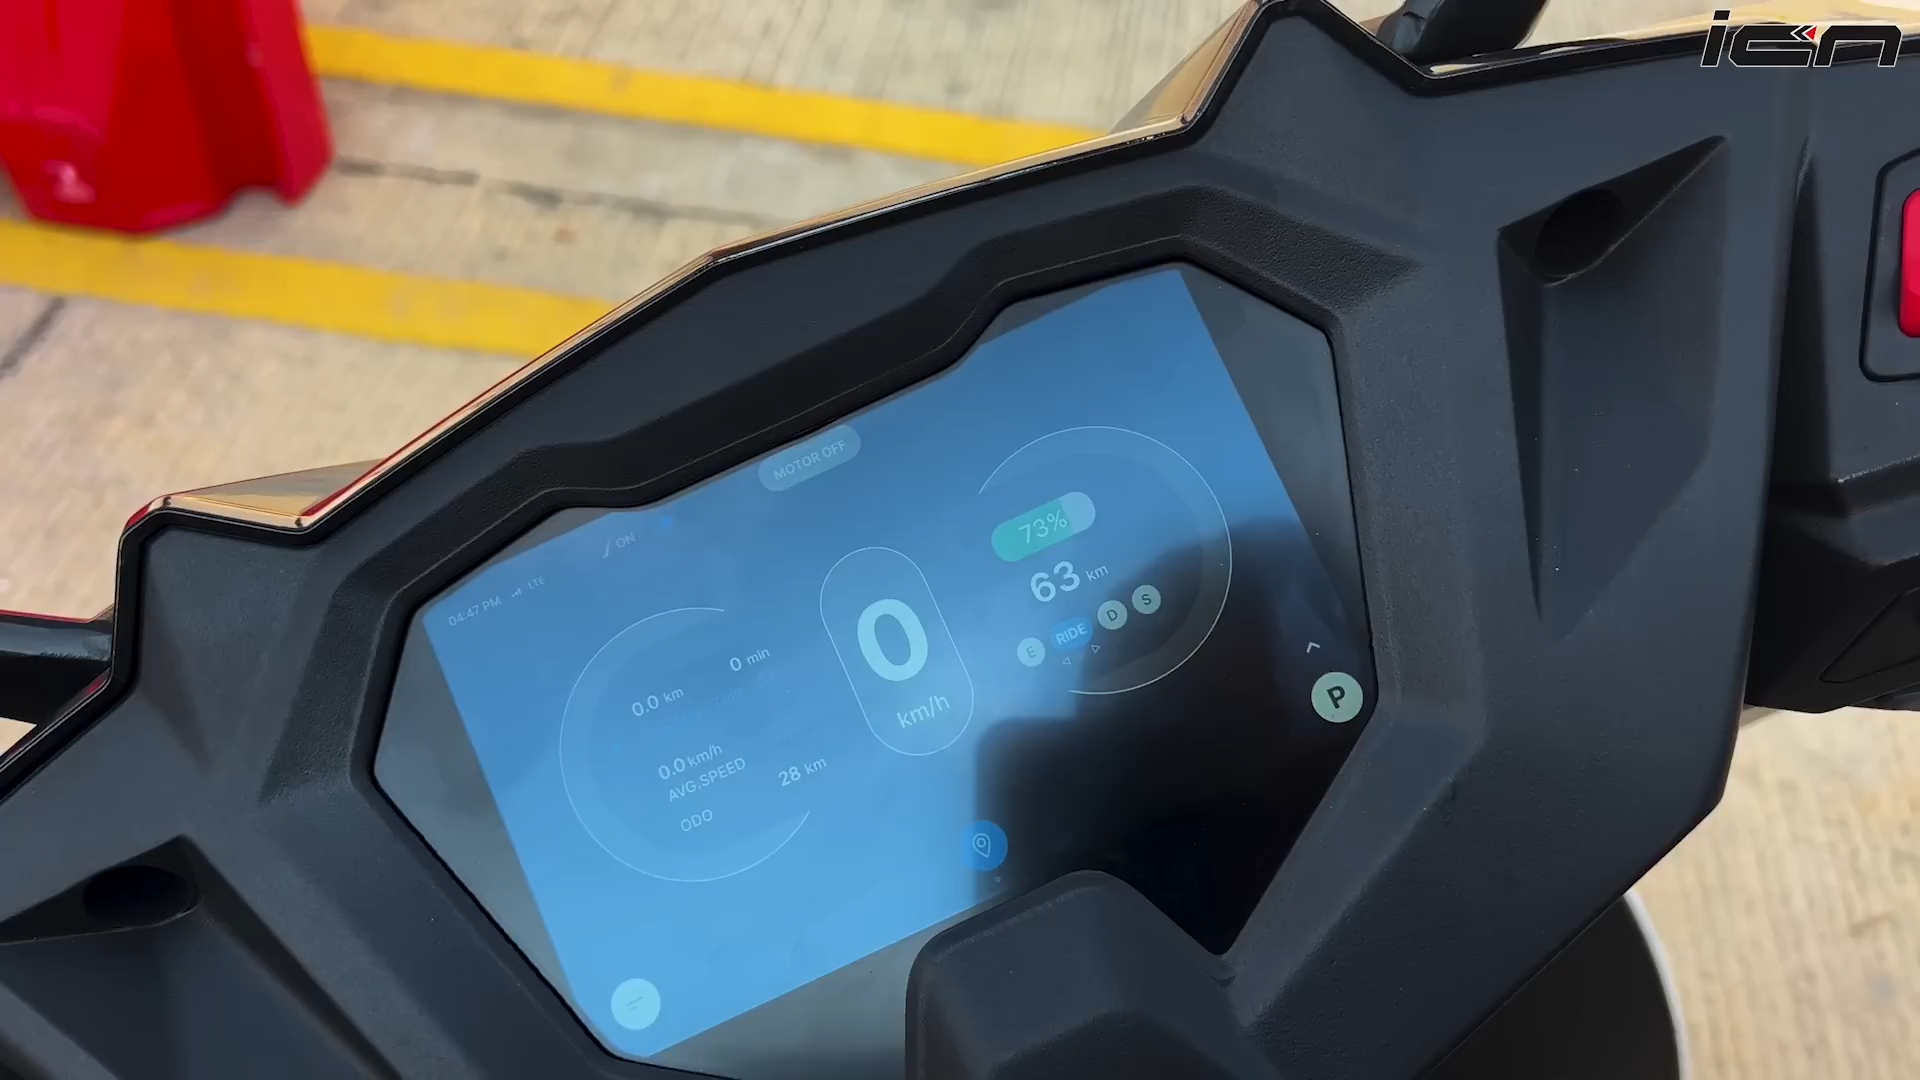 ien
MOTOR OFF
ON
04:47 PM LTE
73%
63 km
E RIDE D S
0 min
0.0 km
0
km/h
0.0 km/h
AVG.SPEED
28 km
ODO
P